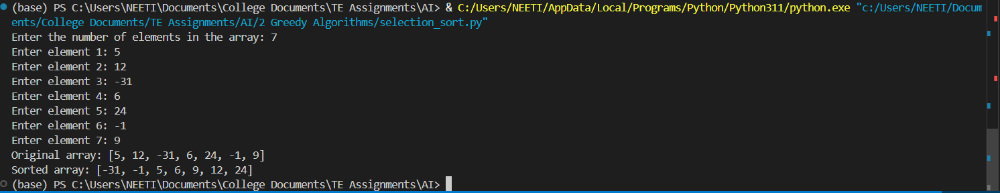 (base) PS C:\Users\NEETI\Documents\College Documents\TE Assignments\AI> & C:/Users/NEETI/AppData/Local/Programs/Python/Python311/python.exe "c:/Users/NEETI/Docum
ents/College Documents/TE Assignments/AI/2 Greedy Algorithms/selection_sort.py"
Enter the number of elements in the array: 7
Enter element 1: 5
Enter element 2: 12
Enter element 3: -31
Enter element 4: 6
Enter element 5: 24
Enter element 6: -1
Enter element 7: 9
Original array: [5, 12, -31, 6, 24, -1, 9]
Sorted array: [-31, -1, 5, 6, 9, 12, 24]
(base) PS C:\Users\NEETI\Documents\College Documents\TE Assignments\AI>